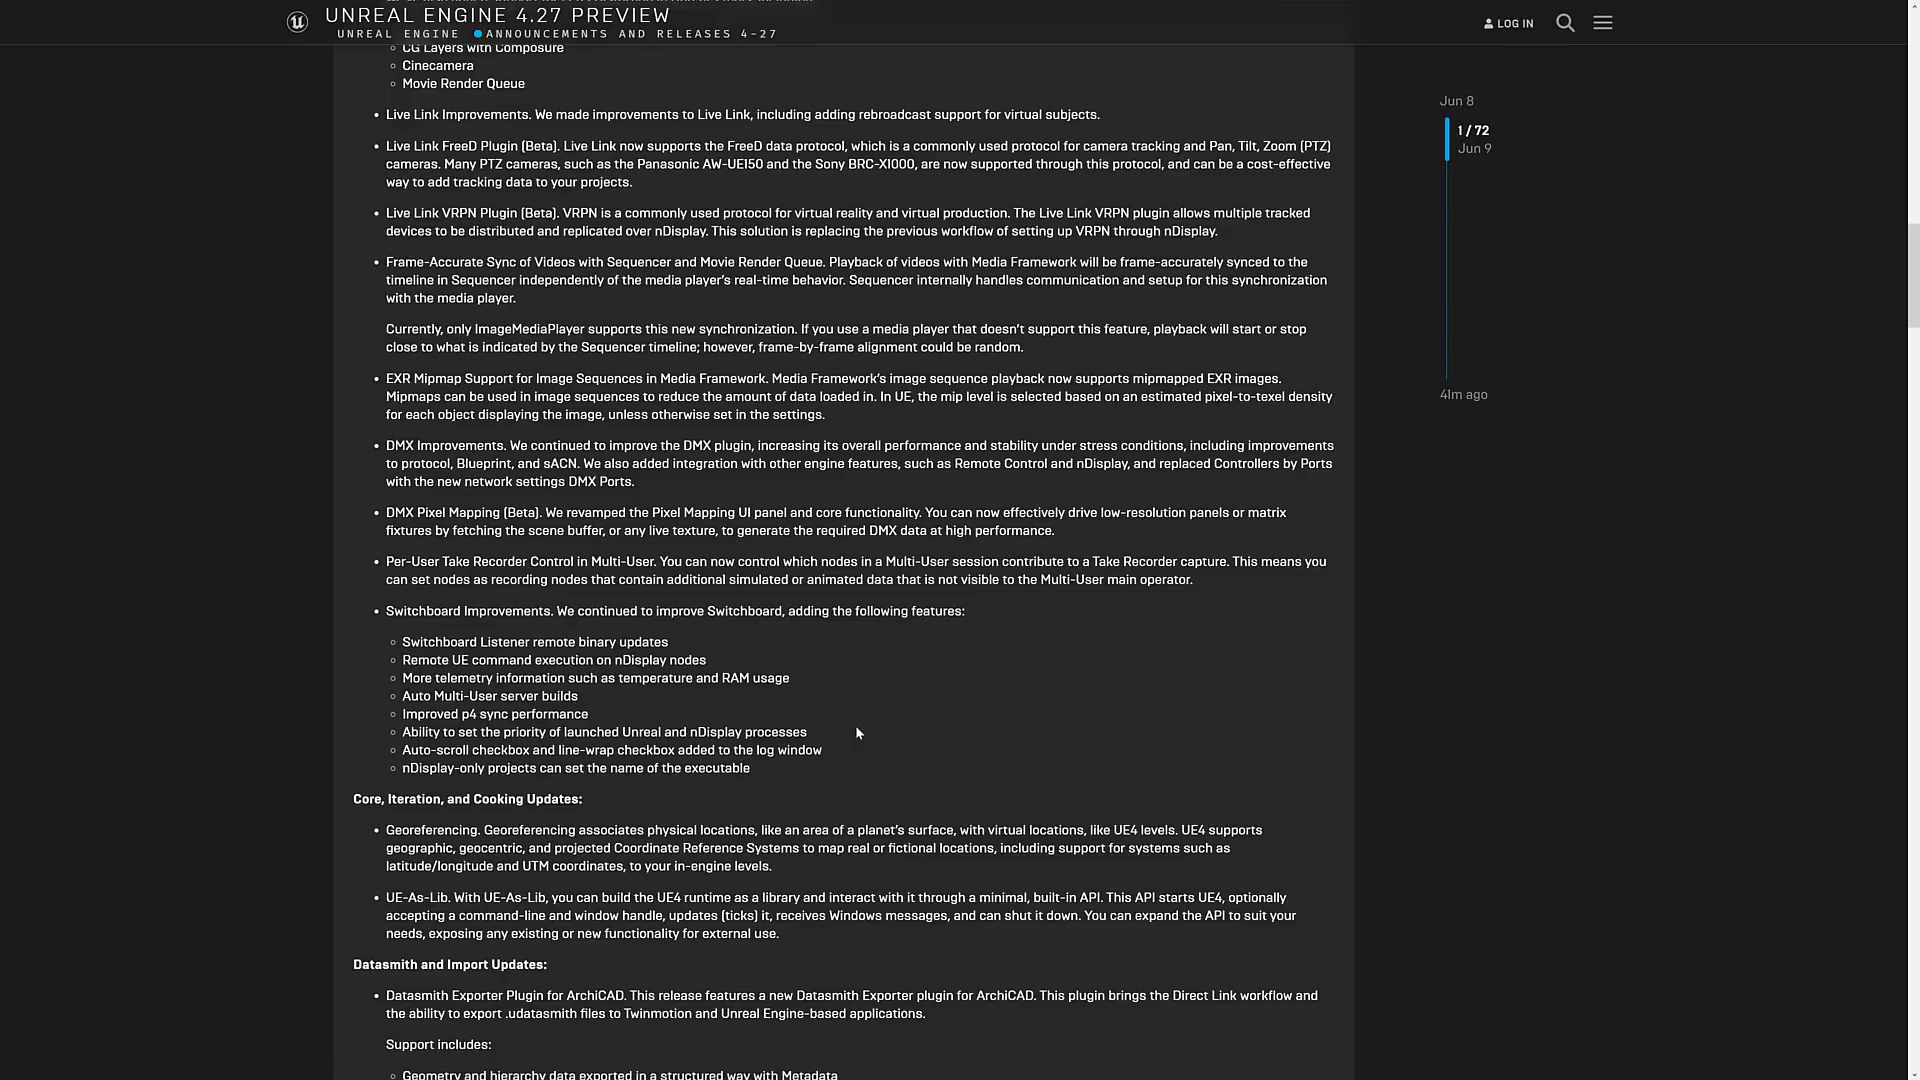 UNREAL ENGINE 4.27 PREVIEW
UNREAL ENGINE ANNOUNCEMENTS AND RELEASES 4-27
LOG IN
CG Layers with Composure
Cinecamera
Movie Render Queue
Live Link Improvements. We made improvements to Live Link, including adding rebroadcast support for virtual subjects.
Live Link FreeD Plugin (Beta). Live Link now supports the FreeD data protocol, which is a commonly used protocol for camera tracking and Pan, Tilt, Zoom (PTZ)
cameras. Many PTZ cameras, such as the Panasonic AW-UE150 and the Sony BRC-X1000, are now supported through this protocol, and can be a cost-effective
way to add tracking data to your projects.
Live Link VRPN Plugin (Beta). VRPN is a commonly used protocol for virtual reality and virtual production. The Live Link VRPN plugin allows multiple tracked
devices to be distributed and replicated over nDisplay. This solution is replacing the previous workflow of setting up VRPN through nDisplay.
Frame-Accurate Sync of Videos with Sequencer and Movie Render Queue. Playback of videos with Media Framework will be frame-accurately synced to the
timeline in Sequencer independently of the media player's real-time behavior. Sequencer internally handles communication and setup for this synchronization
with the media player.
Currently, only ImageMediaPlayer supports this new synchronization. If you use a media player that doesn't support this feature, playback will start or stop
close to what is indicated by the Sequencer timeline; however, frame-by-frame alignment could be random.
EXR Mipmap Support for Image Sequences in Media Framework. Media Framework's image sequence playback now supports mipmapped EXR images.
Mipmaps can be used in image sequences to reduce the amount of data loaded in. In UE, the mip level is selected based on an estimated pixel-to-texel density
for each object displaying the image, unless otherwise set in the settings.
DMX Improvements. We continued to improve the DMX plugin, increasing its overall performance and stability under stress conditions, including improvements
to protocol, Blueprint, and sACN. We also added integration with other engine features, such as Remote Control and nDisplay, and replaced Controllers by Ports
with the new network settings DMX Ports.
DMX Pixel Mapping (Beta). We revamped the Pixel Mapping UI panel and core functionality. You can now effectively drive low-resolution panels or matrix
fixtures by fetching the scene buffer, or any live texture, to generate the required DMX data at high performance.
Per-User Take Recorder Control in Multi-User. You can now control which nodes in a Multi-User session contribute to a Take Recorder capture. This means you
can set nodes as recording nodes that contain additional simulated or animated data that is not visible to the Multi-User main operator.
Switchboard Improvements. We continued to improve Switchboard, adding the following features:
Switchboard Listener remote binary updates
Remote UE command execution on nDisplay nodes
More telemetry information such as temperature and RAM usage
Auto Multi-User server builds
Improved p4 sync performance
Ability to set the priority of launched Unreal and nDisplay processes
Auto-scroll checkbox and line-wrap checkbox added to the log window
nDisplay-only projects can set the name of the executable
Core, Iteration, and Cooking Updates:
Georeferencing. Georeferencing associates physical locations, like an area of a planet's surface, with virtual locations, like UE4 levels. UE4 supports
geographic, geocentric, and projected Coordinate Reference Systems to map real or fictional locations, including support for systems such as
latitude/longitude and UTM coordinates, to your in-engine levels.
UE-As-Lib. With UE-As-Lib, you can build the UE4 runtime as a library and interact with it through a minimal, built-in API. This API starts UE4, optionally
accepting a command-line and window handle, updates (ticks) it, receives Windows messages, and can shut it down. You can expand the API to suit your
needs, exposing any existing or new functionality for external use.
Datasmith and Import Updates:
Datasmith Exporter Plugin for ArchiCAD. This release features a new Datasmith Exporter plugin for ArchiCAD. This plugin brings the Direct Link workflow and
the ability to export .udatasmith files to Twinmotion and Unreal Engine-based applications.
Support includes:
Geometry and hierarchy data exported in a structured way with Metadata
Jun 8
1 / 72
Jun 9
41m ago